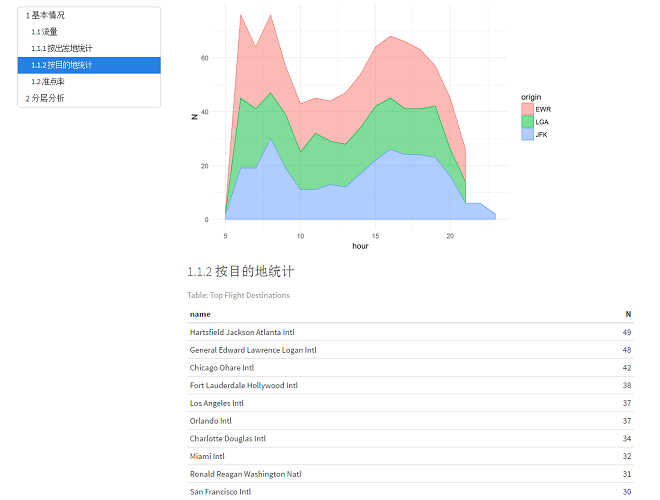 1 基本情况
1.1 流量
1.1.1 按出发地统计
1.1.2 按目的地统计
1.2 准点率
2 分层分析
60
40
20
0
N
5
10
15
20
hour
origin
EWR
LGA
JFK
1.1.2 按目的地统计
Table: Top Flight Destinations
name N
Hartsfield Jackson Atlanta Intl 49
General Edward Lawrence Logan Intl 48
Chicago Ohare Intl 42
Fort Lauderdale Hollywood Intl 38
Los Angeles Intl 37
Orlando Intl 37
Charlotte Douglas Intl 34
Miami Intl 32
Ronald Reagan Washington Natl 31
San Francisco Intl 30